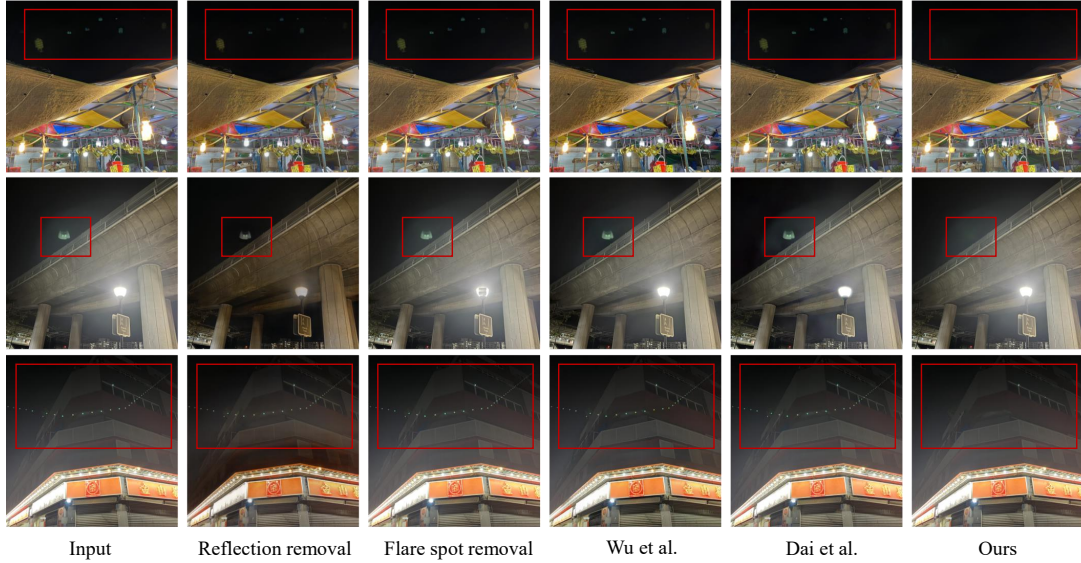 Input
Reflection removal
Flare spot removal
Wu et al.
Dai et al.
Ours